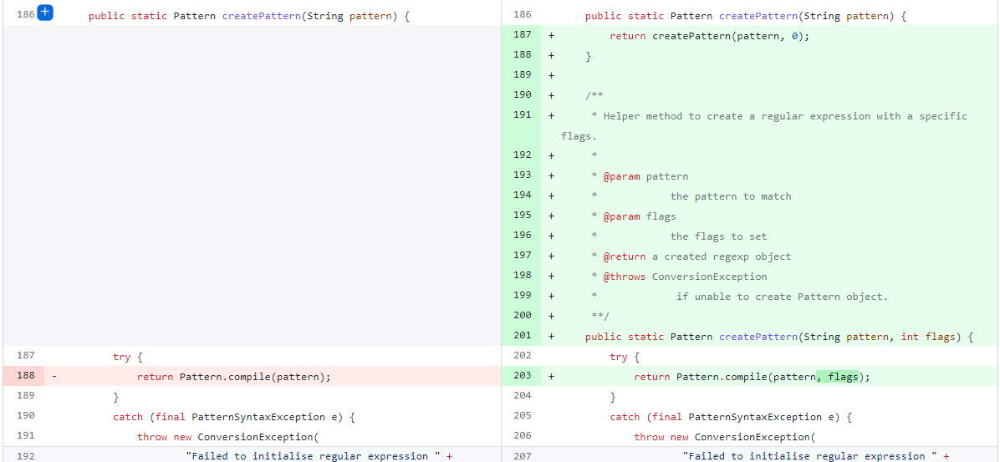 186 + public static Pattern createPattern(String pattern) {
187 try {
188 - return Pattern.compile(pattern);
189 }
190 catch (final PatternSyntaxException e) {
191 throw new ConversionException(
192 "Failed to initialise regular expression " +
186 public static Pattern createPattern(String pattern) {
187 + return createPattern(pattern, 0);
188 + }
189 +
190 + /**
191 + * Helper method to create a regular expression with a specific
flags.
192 + *
193 + * @param pattern
194 + * the pattern to match
195 + * @param flags
196 + * the flags to set
197 + * @return a created regexp object
198 + * @throws ConversionException
199 + * if unable to create Pattern object.
200 + **/
201 + public static Pattern createPattern(String pattern, int flags) {
202 try {
203 + return Pattern.compile(pattern, flags);
204 }
205 catch (final PatternSyntaxException e) {
206 throw new ConversionException(
207 "Failed to initialise regular expression " +